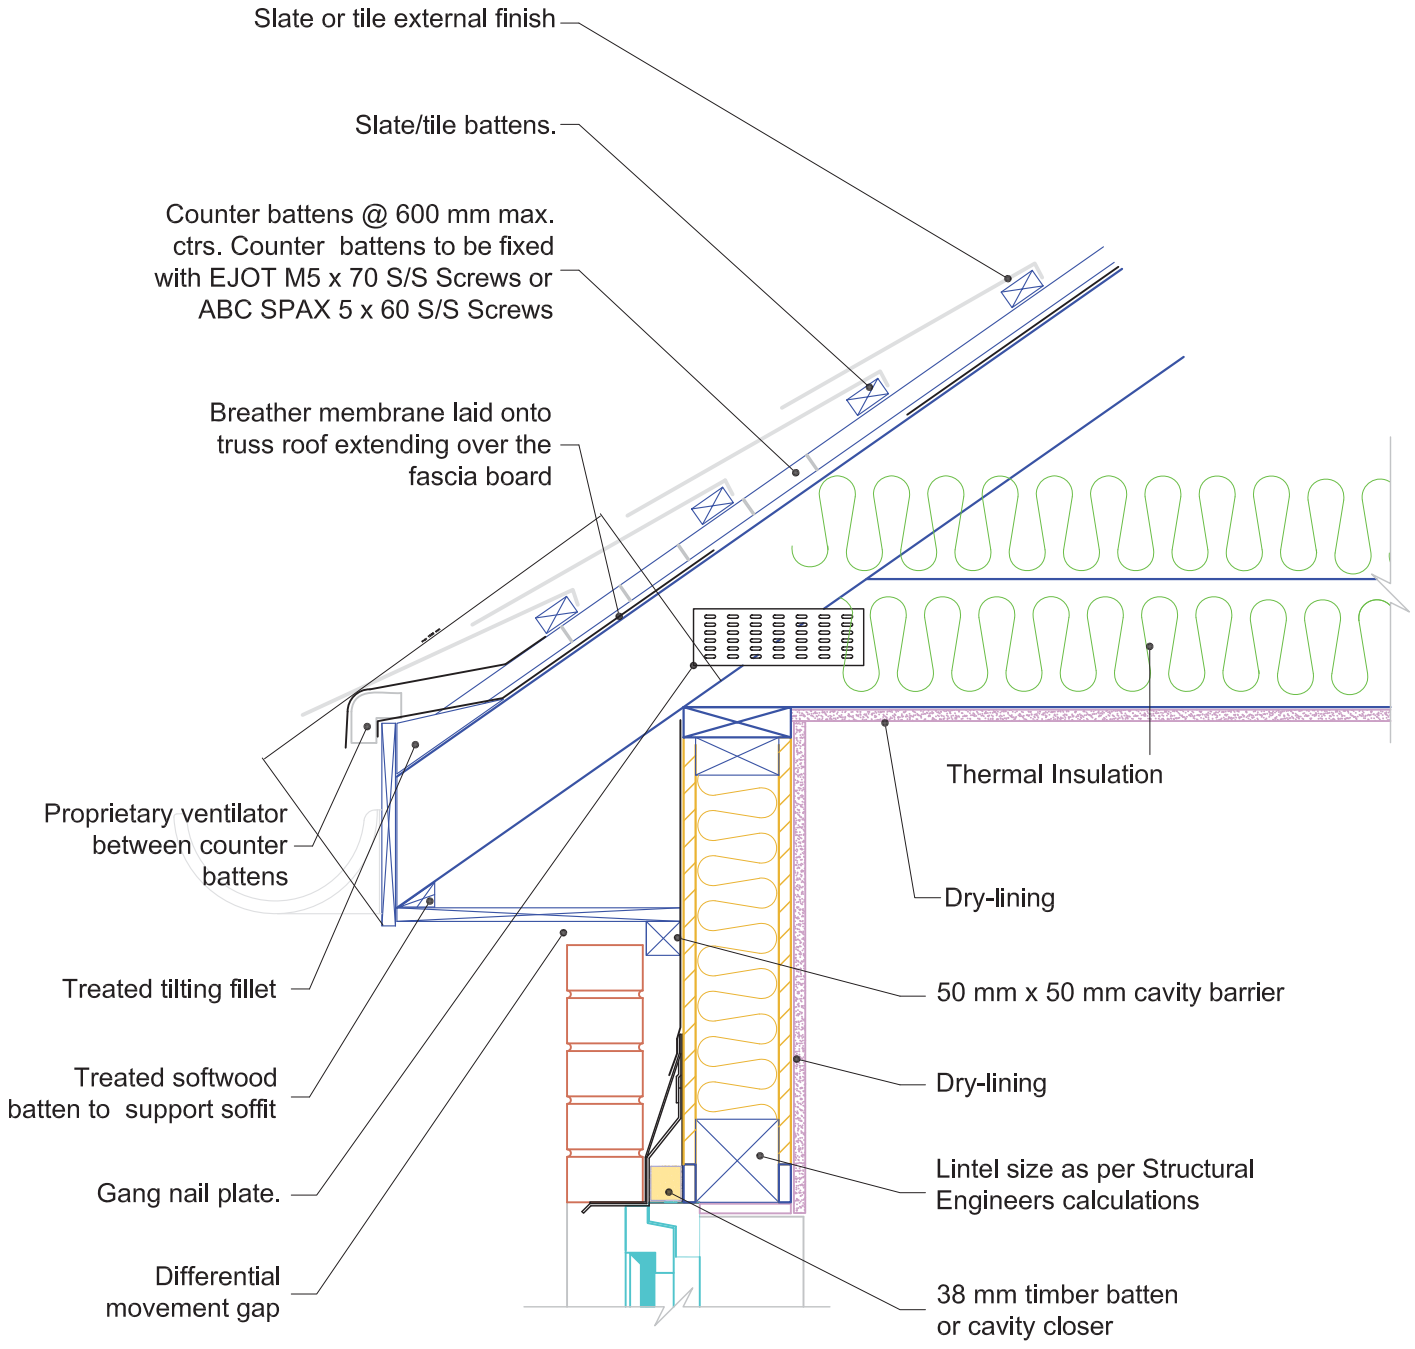 Slate or tile external finish
Slate/tile battens.
Counter battens @ 600 mm max.
ctrs. Counter battens to be fixed
with EJOT M5 x 70 S/S Screws or
ABC SPAX 5 x 60 S/S Screws
Breather membrane laid onto
truss roof extending over the
fascia board
Proprietary ventilator
between counter
battens
Treated tilting fillet
Treated softwood
batten to support soffit
Gang nail plate.
Differential
movement gap
Thermal Insulation
Dry-lining
50 mm x 50 mm cavity barrier
Dry-lining
Lintel size as per Structural
Engineers calculations
38 mm timber batten
or cavity closer